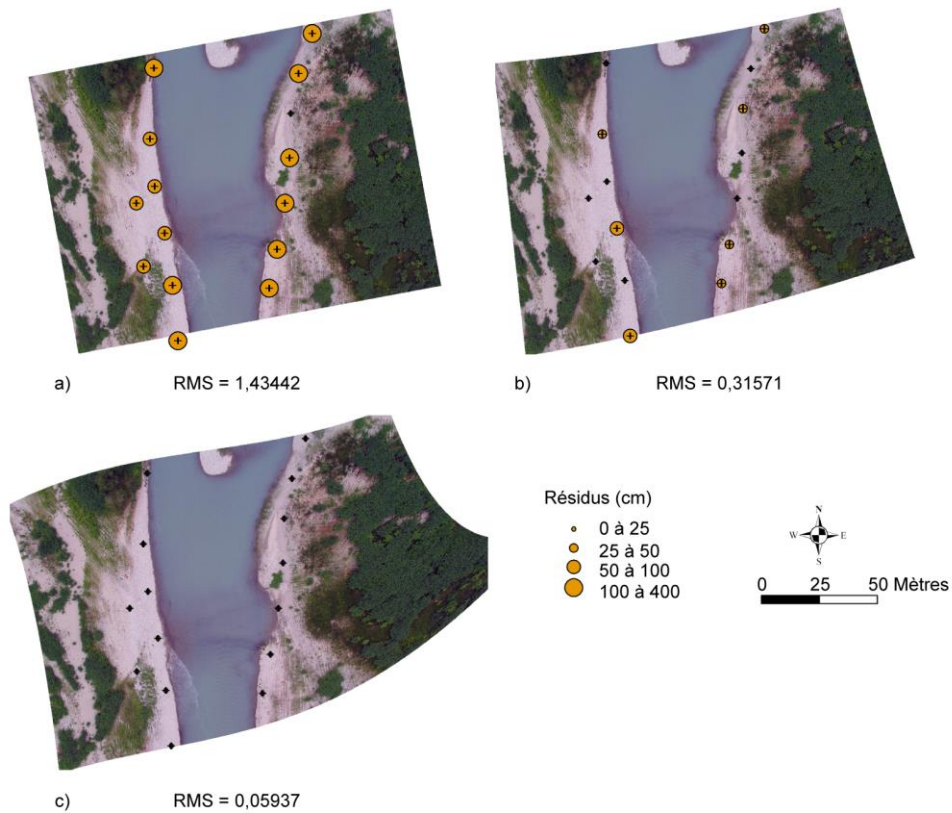 a)
RMS = 1,43442
b)
RMS = 0,31571
Résidus (cm)
0 à 25
25 à 50
50 à 100
100 à 400
N
W E
S
0 25 50 Mètres
c)
RMS = 0,05937